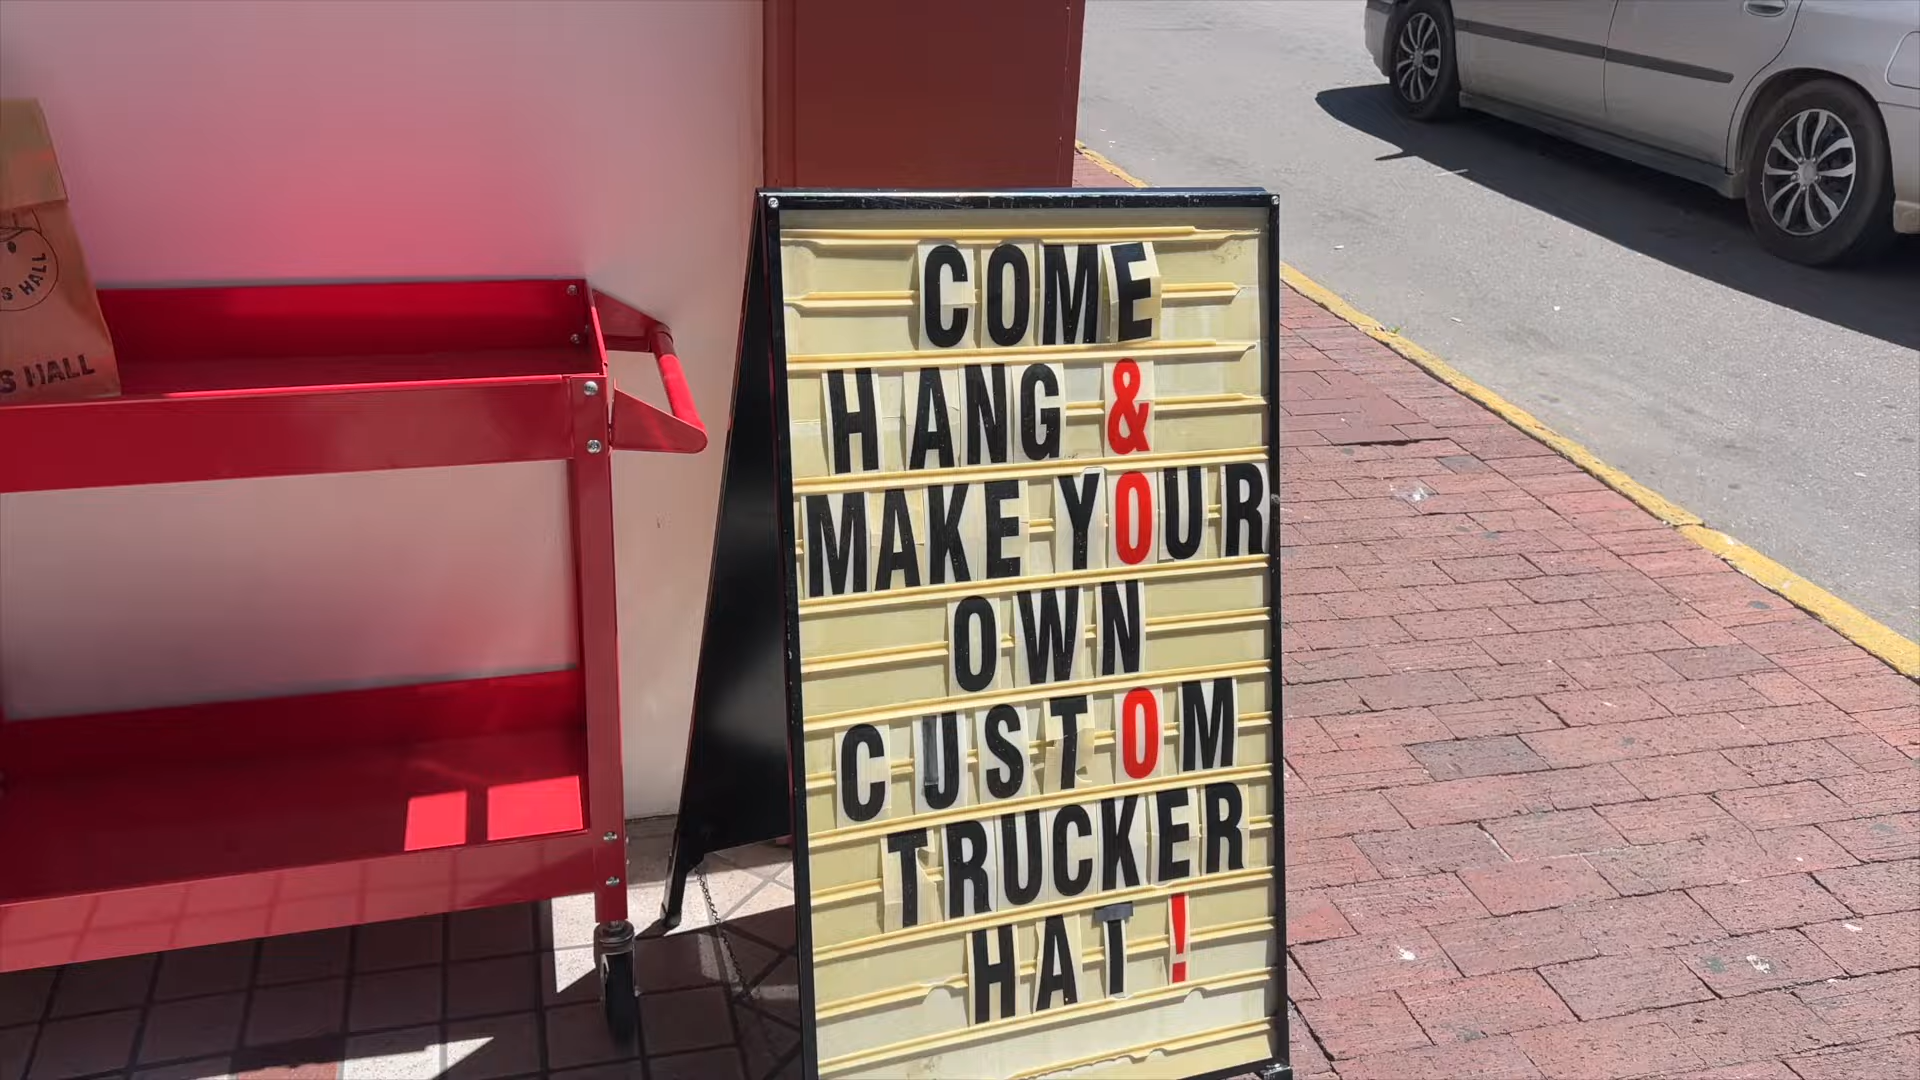 COME
HANG &
MAKE YOUR
OWN
CUSTOM
TRUCKER
HAT !
S HALL
S HALL